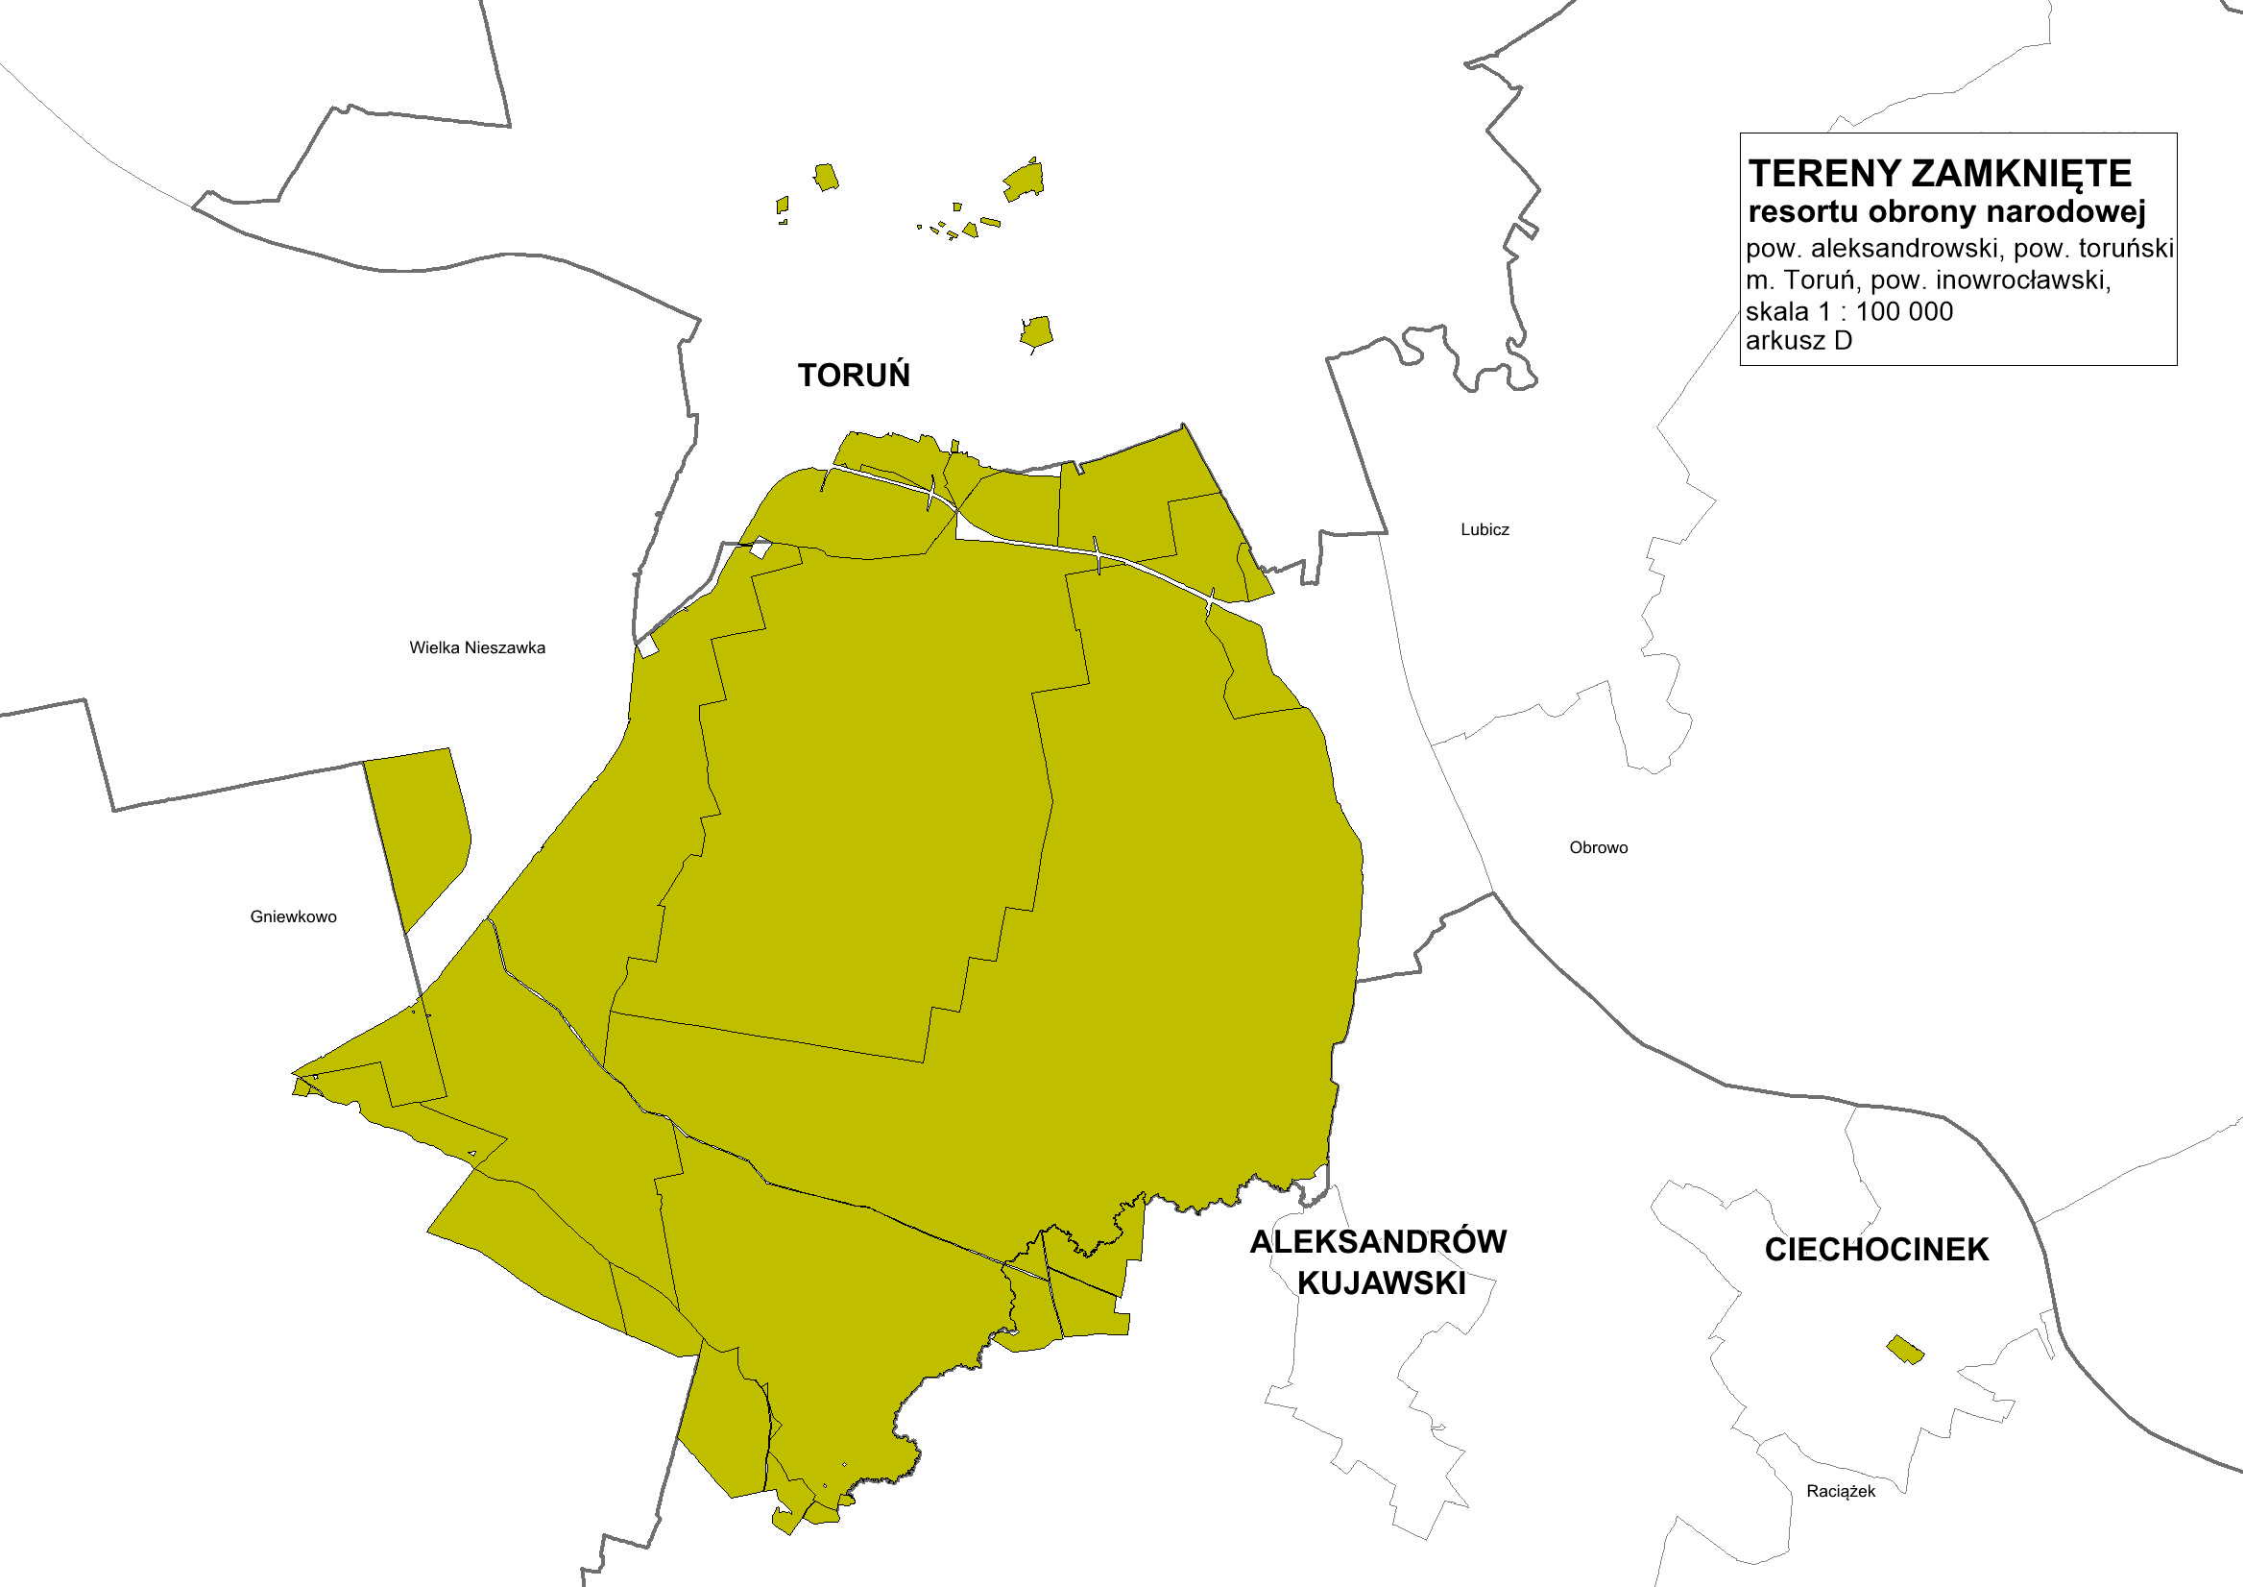 TERENY ZAMKNIĘTE
resortu obrony narodowej
pow. aleksandrowski, pow. toruński
m. Toruń, pow. inowrocławski,
skala 1 : 100 000
arkusz D
TORUŃ
Lubicz
Wielka Nieszawka
Obrowo
Gniewkowo
ALEKSANDRÓW
KUJAWSKI
CIECHOCINEK
Raciążek